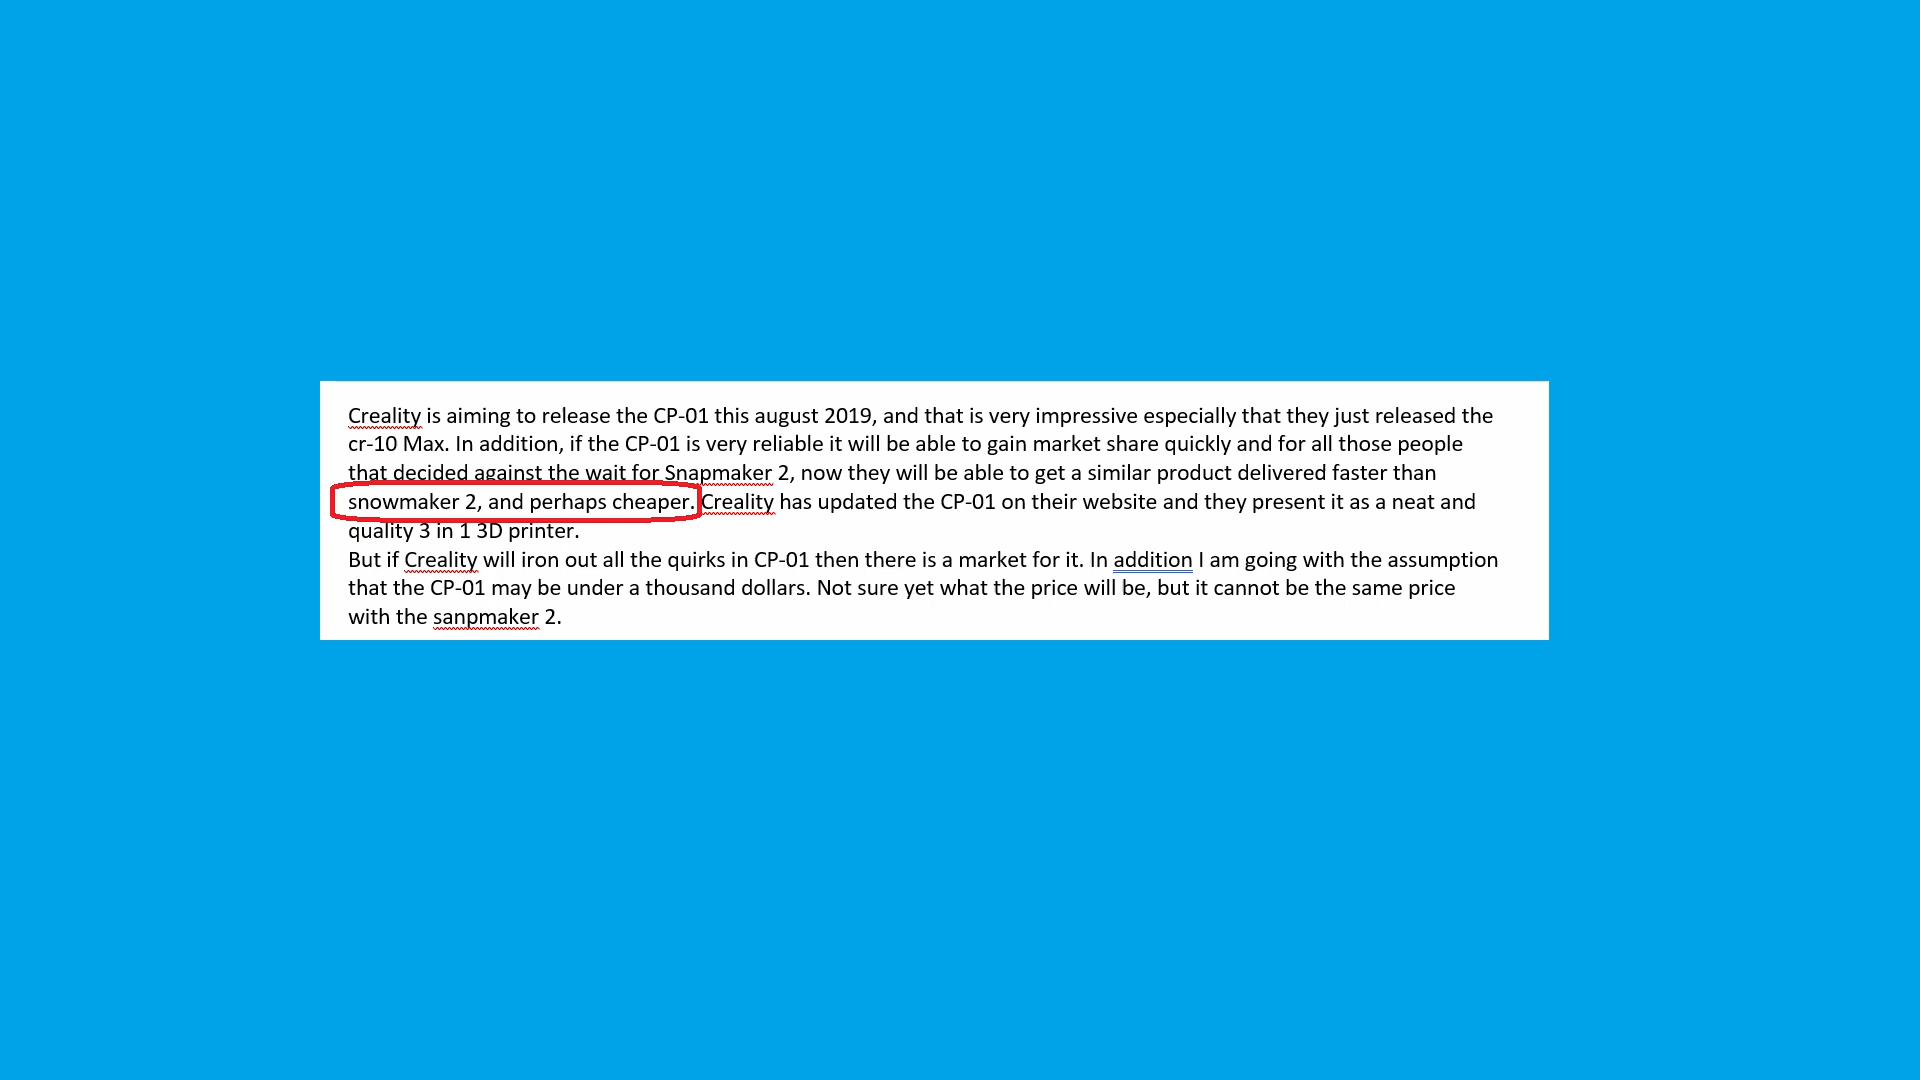 Creality is aiming to release the CP-01 this august 2019, and that is very impressive especially that they just released the
cr-10 Max. In addition, if the CP-01 is very reliable it will be able to gain market share quickly and for all those people
that decided against the wait for Snapmaker 2, now they will be able to get a similar product delivered faster than
snowmaker 2, and perhaps cheaper. Creality has updated the CP-01 on their website and they present it as a neat and
quality 3 in 1 3D printer.
But if Creality will iron out all the quirks in CP-01 then there is a market for it. In addition I am going with the assumption
that the CP-01 may be under a thousand dollars. Not sure yet what the price will be, but it cannot be the same price
with the sanpmaker 2.